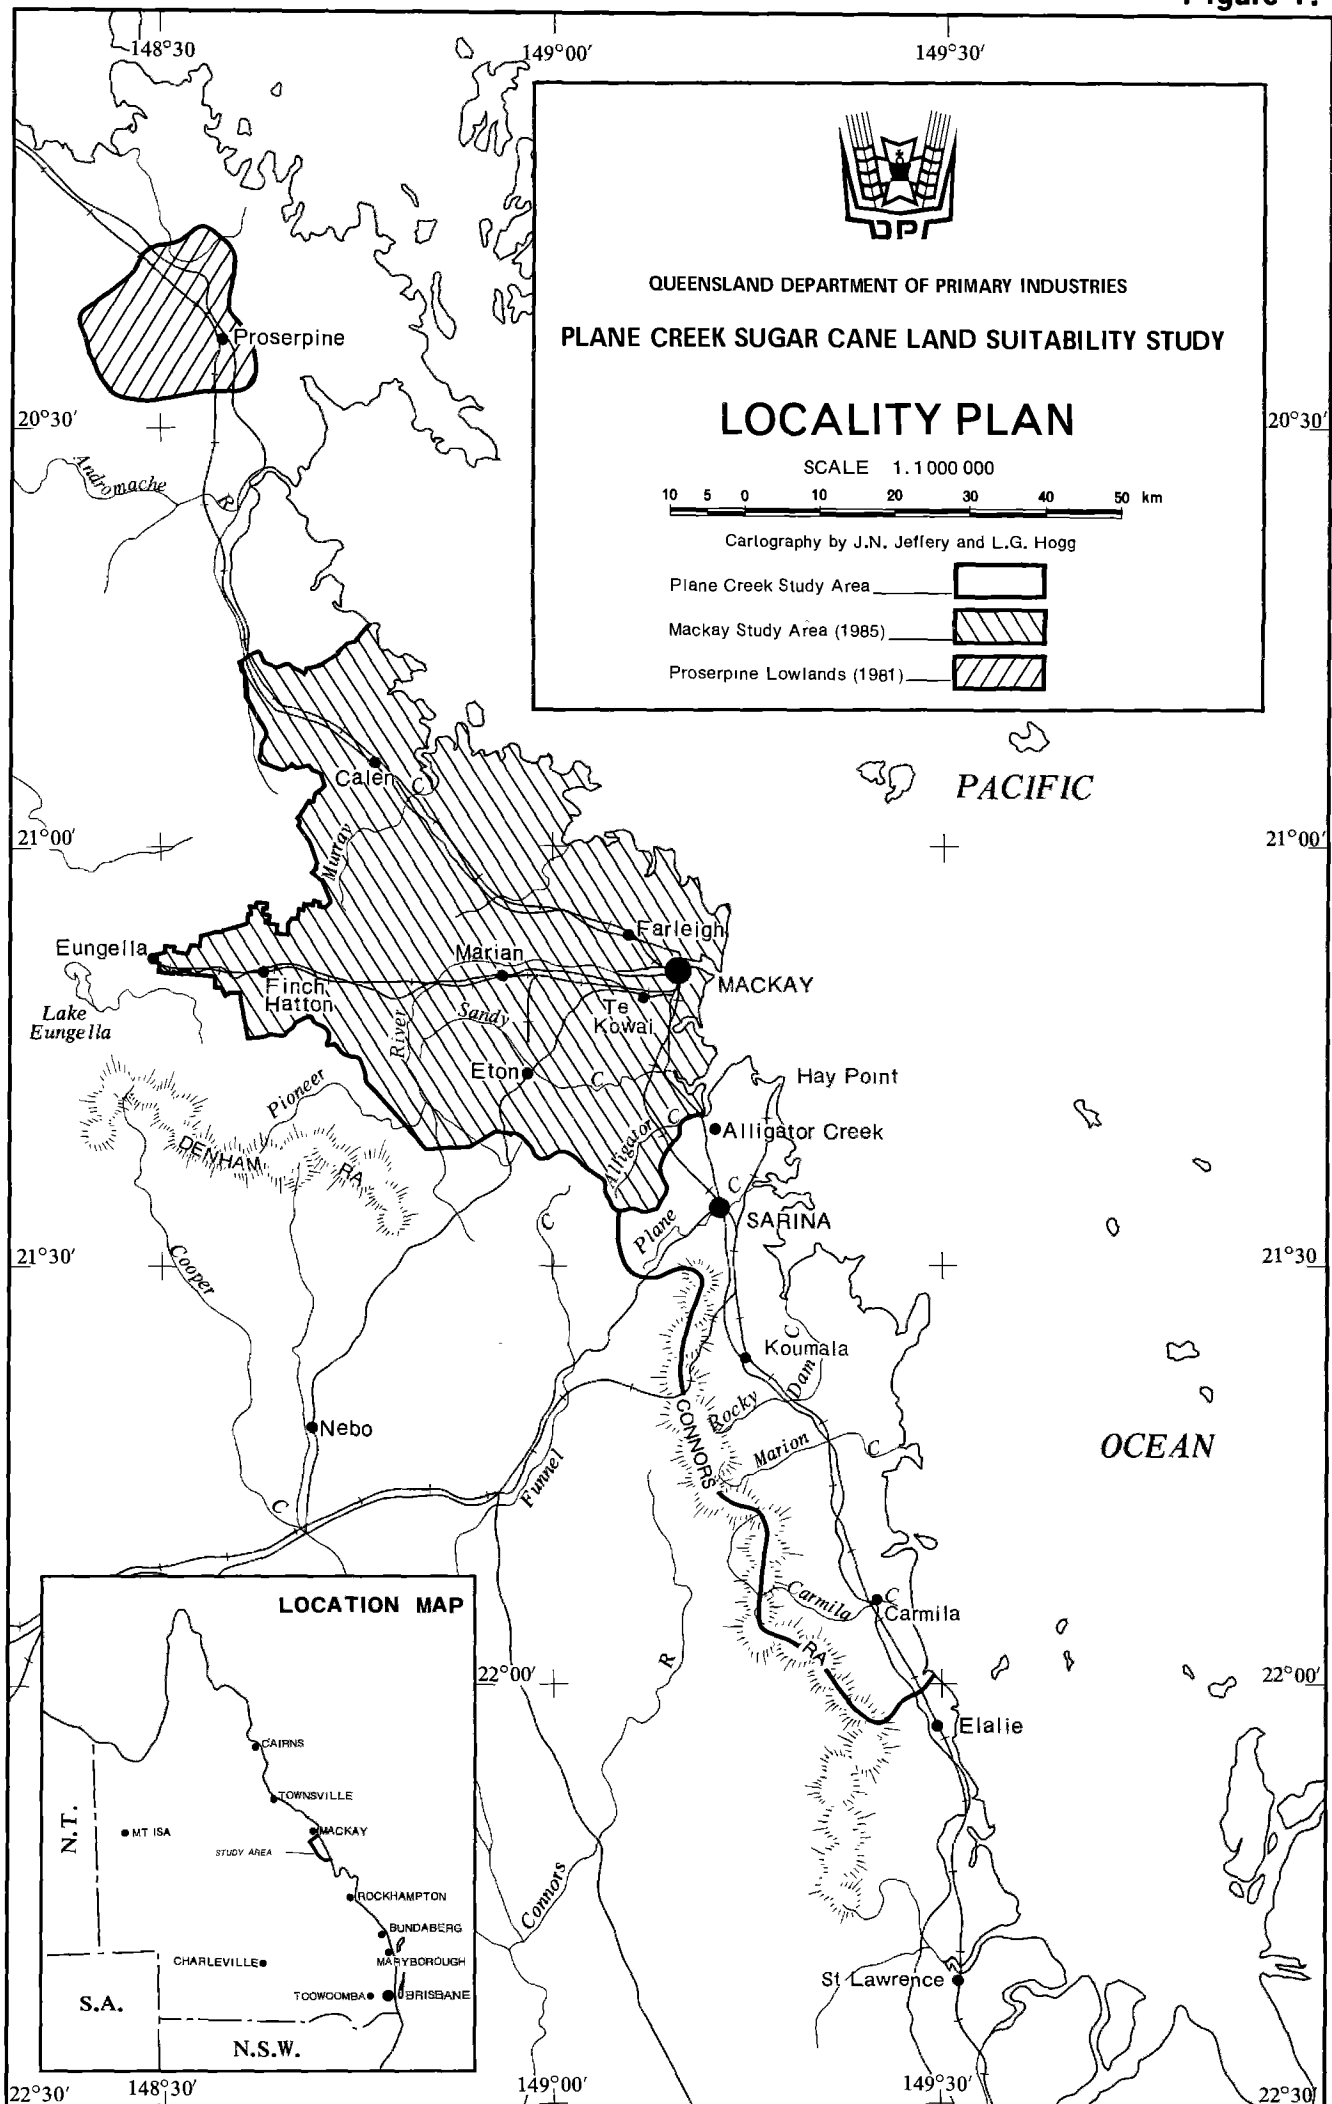 Figure 1.
148°30
149°00'
149°30'
DPI
QUEENSLAND DEPARTMENT OF PRIMARY INDUSTRIES
PLANE CREEK SUGAR CANE LAND SUITABILITY STUDY
LOCALITY PLAN
SCALE 1.1000 000
10 5 0 10 20 30 40 50 km
Cartography by J.N. Jeffery and L.G. Hogg
Plane Creek Study Area
Mackay Study Area (1985)
Proserpine Lowlands (1981)
Proserpine
20°30'
20°30'
Andromache
R
Calen
C
PACIFIC
21°00'
21°00'
Murray
Farleigh
Eungella
Marian
MACKAY
Finch
Hatton
Te
Kowai
Lake
Eungella
River
Sandy
Eton
C
Hay Point
Pioneer
C
Alligator
Alligator Creek
DENHAM
RA
C
SARINA
Plane
C
21°30'
21°30
Cooper
Koumala
C
Dam
Rocky
CONNORS
Nebo
Marion
C
OCEAN
Funnel
C
Carmila
C
Carmila
LOCATION MAP
RA
R
22°00'
22°00'
Elalie
CAIRNS
TOWNSVILLE
N.T.
MT ISA
MACKAY
STUDY AREA
ROCKHAMPTON
Connors
BUNDABERG
CHARLEVILLE
MARYBOROUGH
St Lawrence
S.A.
TOOWOOMBA
BRISBANE
N.S.W.
22°30'
148°30'
149°00'
149°30'
22°30'